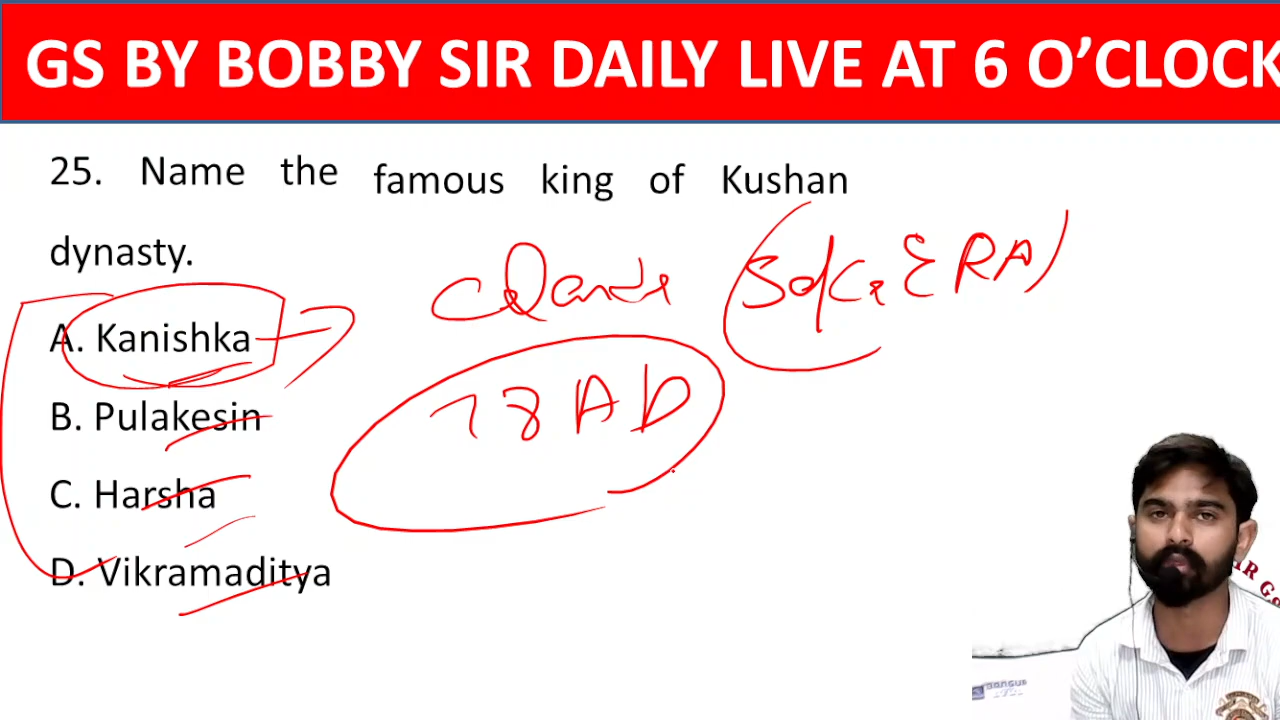 GS BY BOBBY SIR DAILY LIVE AT 6 O'CLOCK
25. Name the famous king of Kushan
dynasty.
A. Kanishka
B. Pulakesin
C. Harsha
D. Vikramaditya
ERA)
78 AD